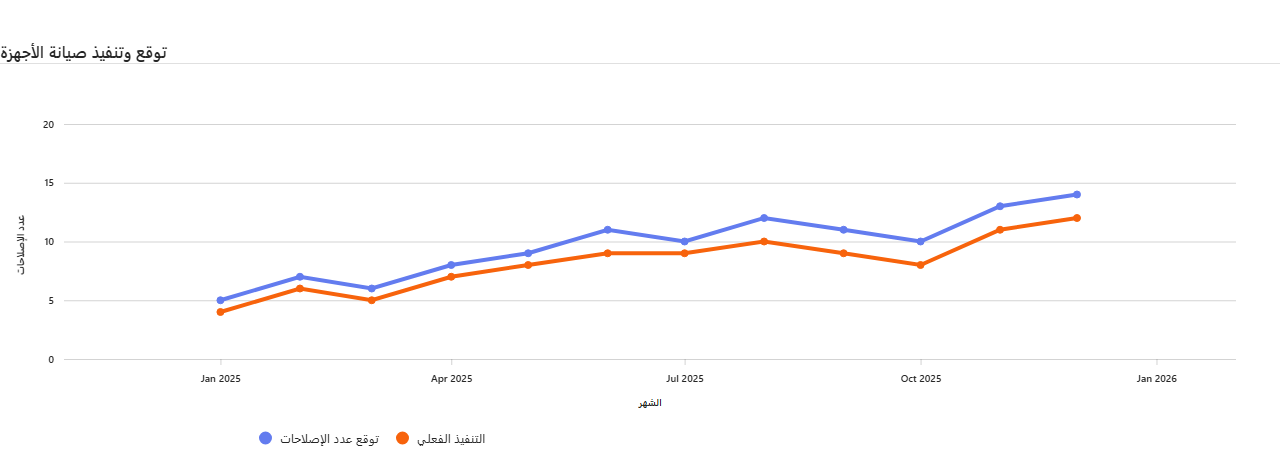 توقع وتنفيذ صيانة الأجهزة
20
15
10
5
0
عدد الإصلاحات
Jan 2025
Apr 2025
Jul 2025
Oct 2025
Jan 2026
الشهر
توقع عدد الإصلاحات
التنفيذ الفعلي